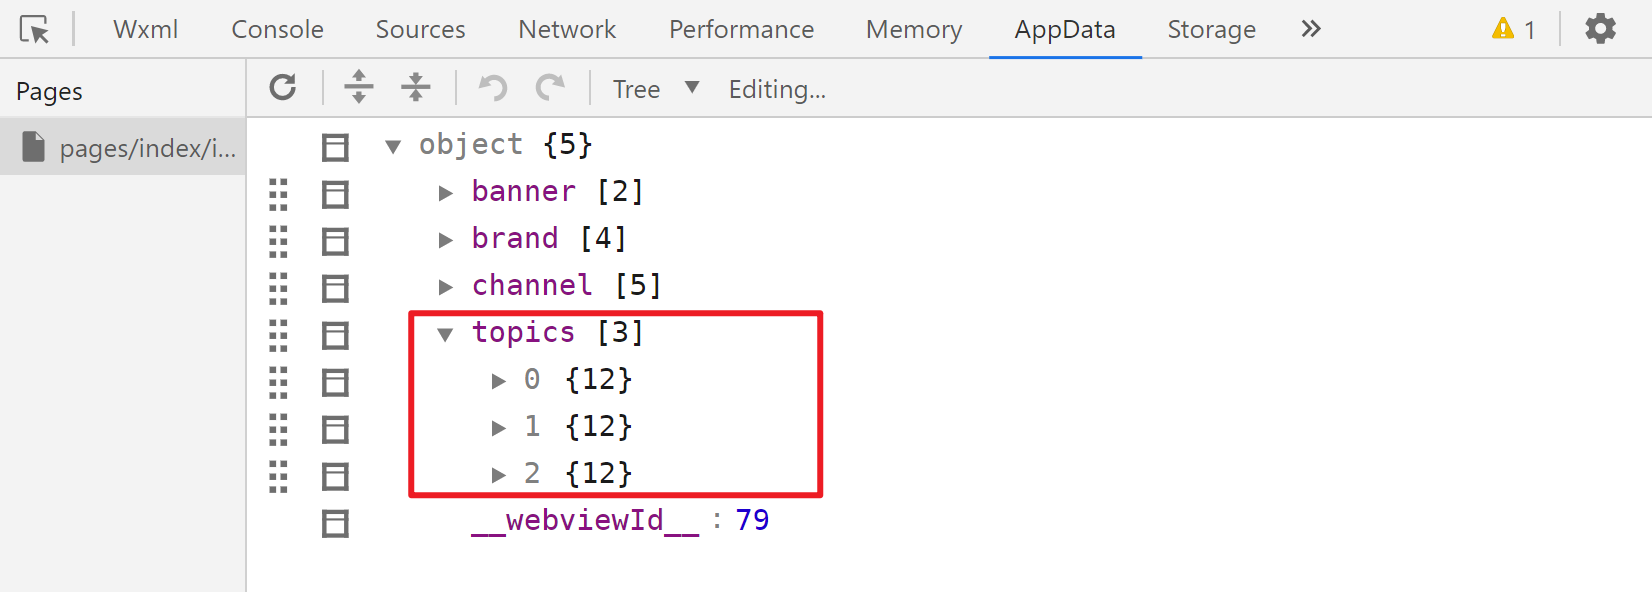 Wxml Console Sources Network Performance Memory AppData Storage 1
Pages Tree Editing...
pages/index/i...
object {5}
banner [2]
brand [4]
channel [5]
topics [3]
0 {12}
1 {12}
2 {12}
__webviewId__ : 79